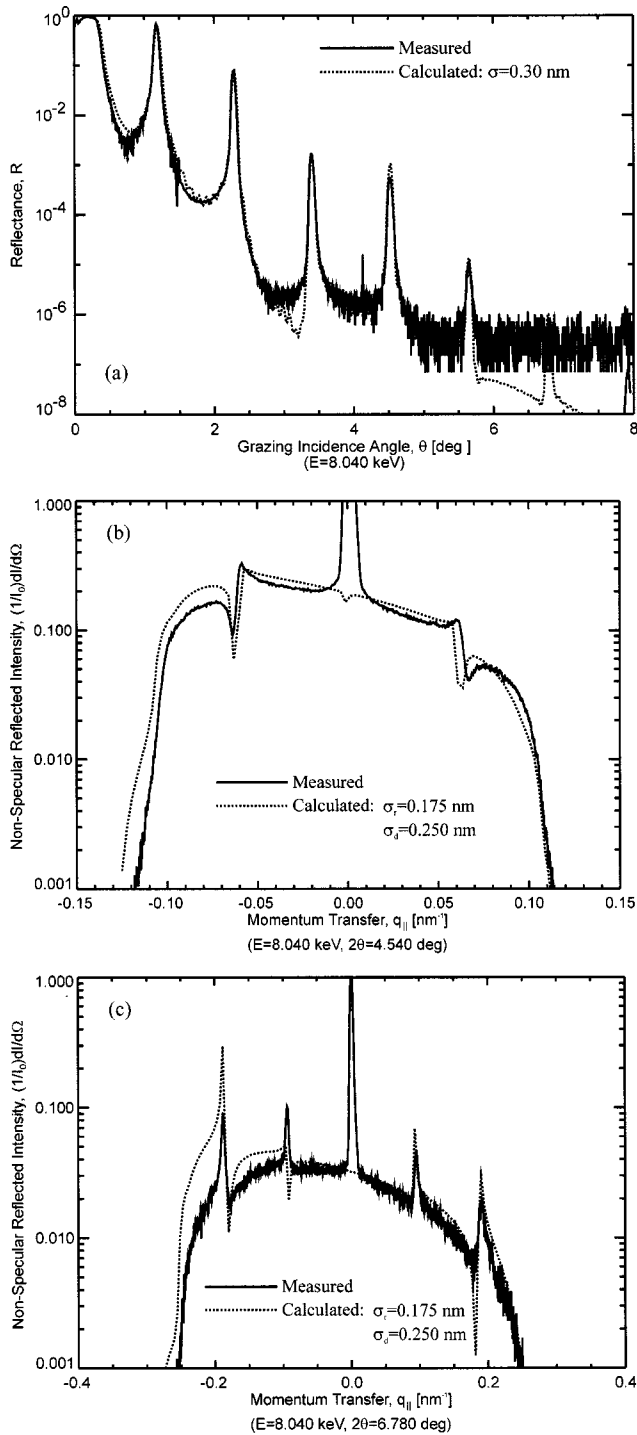 10⁰
10⁻²
10⁻⁴
10⁻⁶
10⁻⁸
Reflectance, R
Measured
Calculated: σ=0.30 nm
(a)
0 2 4 6 8
Grazing Incidence Angle, θ [deg ]
(E=8.040 keV)
1.000
0.100
0.010
0.001
Non-Specular Reflected Intensity, (1/I₀)dI/dΩ
(b)
Measured
Calculated: σᵣ=0.175 nm
σ_d=0.250 nm
-0.15 -0.10 -0.05 0.00 0.05 0.10 0.15
Momentum Transfer, q|| [nm⁻¹]
(E=8.040 keV, 2θ=4.540 deg)
1.000
0.100
0.010
0.001
Non-Specular Reflected Intensity, (1/I₀)dI/dΩ
(c)
Measured
Calculated: σᵣ=0.175 nm
σ_d=0.250 nm
-0.4 -0.2 0.0 0.2 0.4
Momentum Transfer, q|| [nm⁻¹]
(E=8.040 keV, 2θ=6.780 deg)